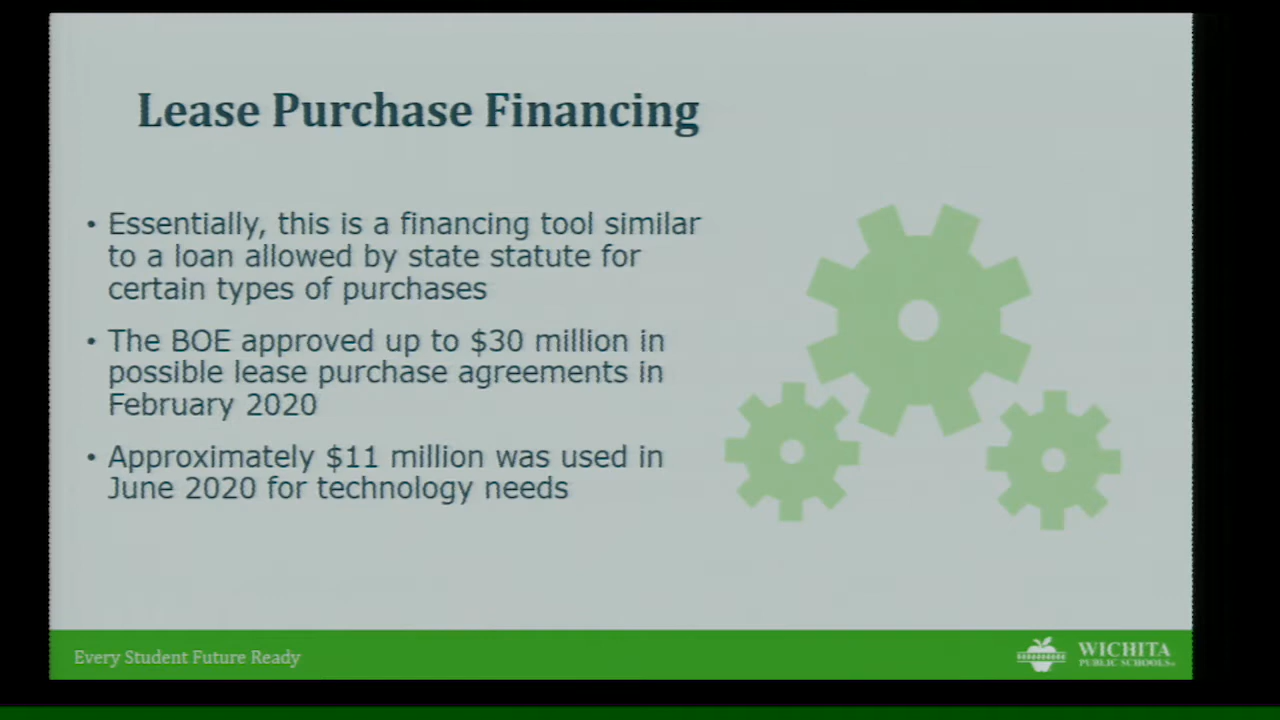 Lease Purchase Financing
• Essentially, this is a financing tool similar
to a loan allowed by state statute for
certain types of purchases
• The BOE approved up to $30 million in
possible lease purchase agreements in
February 2020
• Approximately $11 million was used in
June 2020 for technology needs
Every Student Future Ready
WICHITA
PUBLIC SCHOOLS